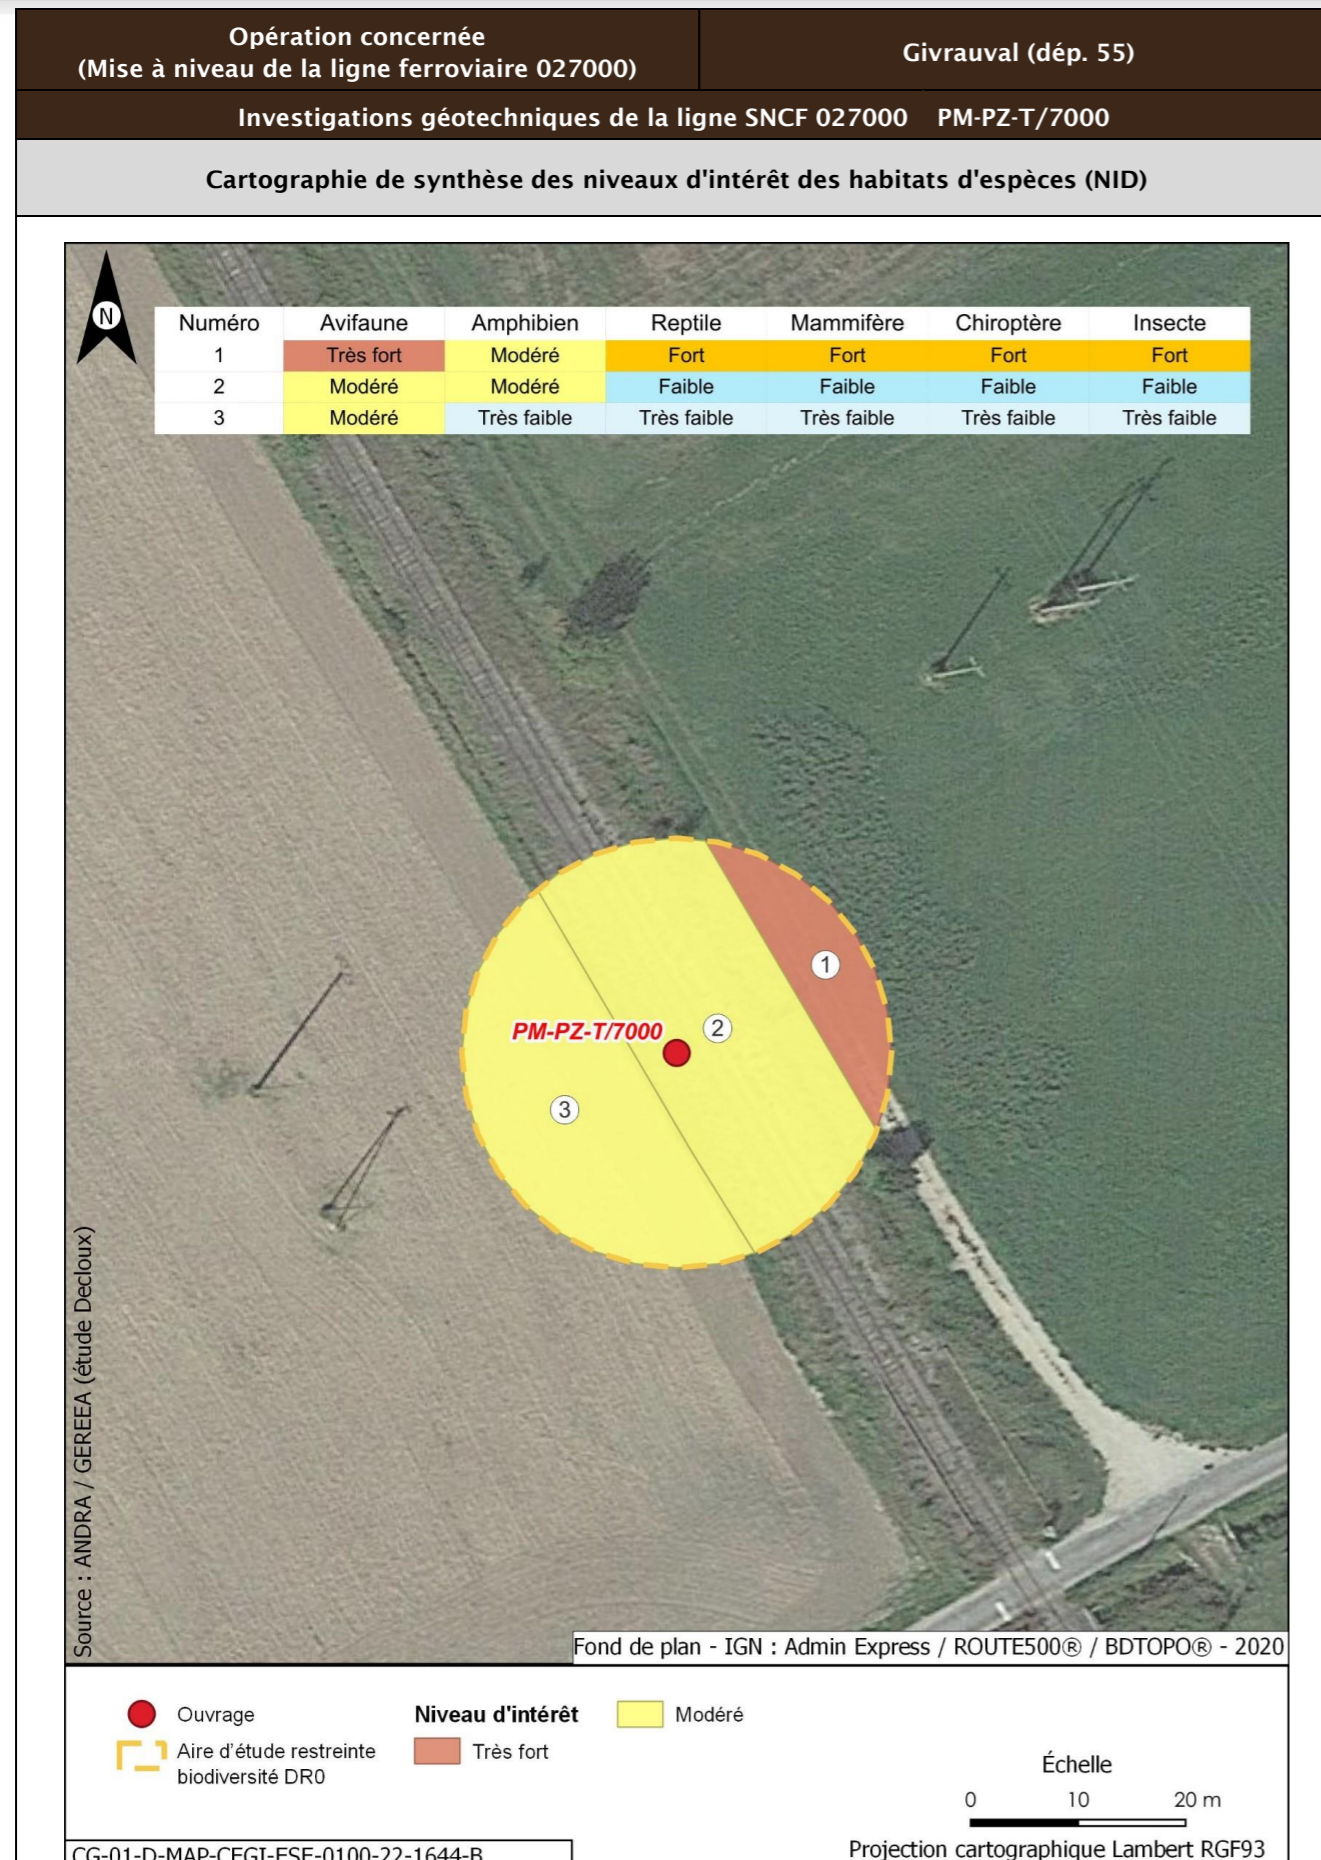 Opération concernée
(Mise à niveau de la ligne ferroviaire 027000)
Givrauval (dép. 55)
Investigations géotechniques de la ligne SNCF 027000 PM-PZ-T/7000
Cartographie de synthèse des niveaux d'intérêt des habitats d'espèces (NID)
N
Numéro Avifaune Amphibien Reptile Mammifère Chiroptère Insecte
1 Très fort Modéré Fort Fort Fort Fort
2 Modéré Modéré Faible Faible Faible Faible
3 Modéré Très faible Très faible Très faible Très faible Très faible
1
PM-PZ-T/7000
2
3
Source : ANDRA / GEREEA (étude Decloux)
Fond de plan - IGN : Admin Express / ROUTE500® / BDTOPO® - 2020
Ouvrage
Aire d'étude restreinte
biodiversité DR0
Niveau d'intérêt
Très fort
Modéré
Échelle
0 10 20 m
Projection cartographique Lambert RGF93
CG-01-D-MAP-CEGI-ESE-0100-22-1644-B